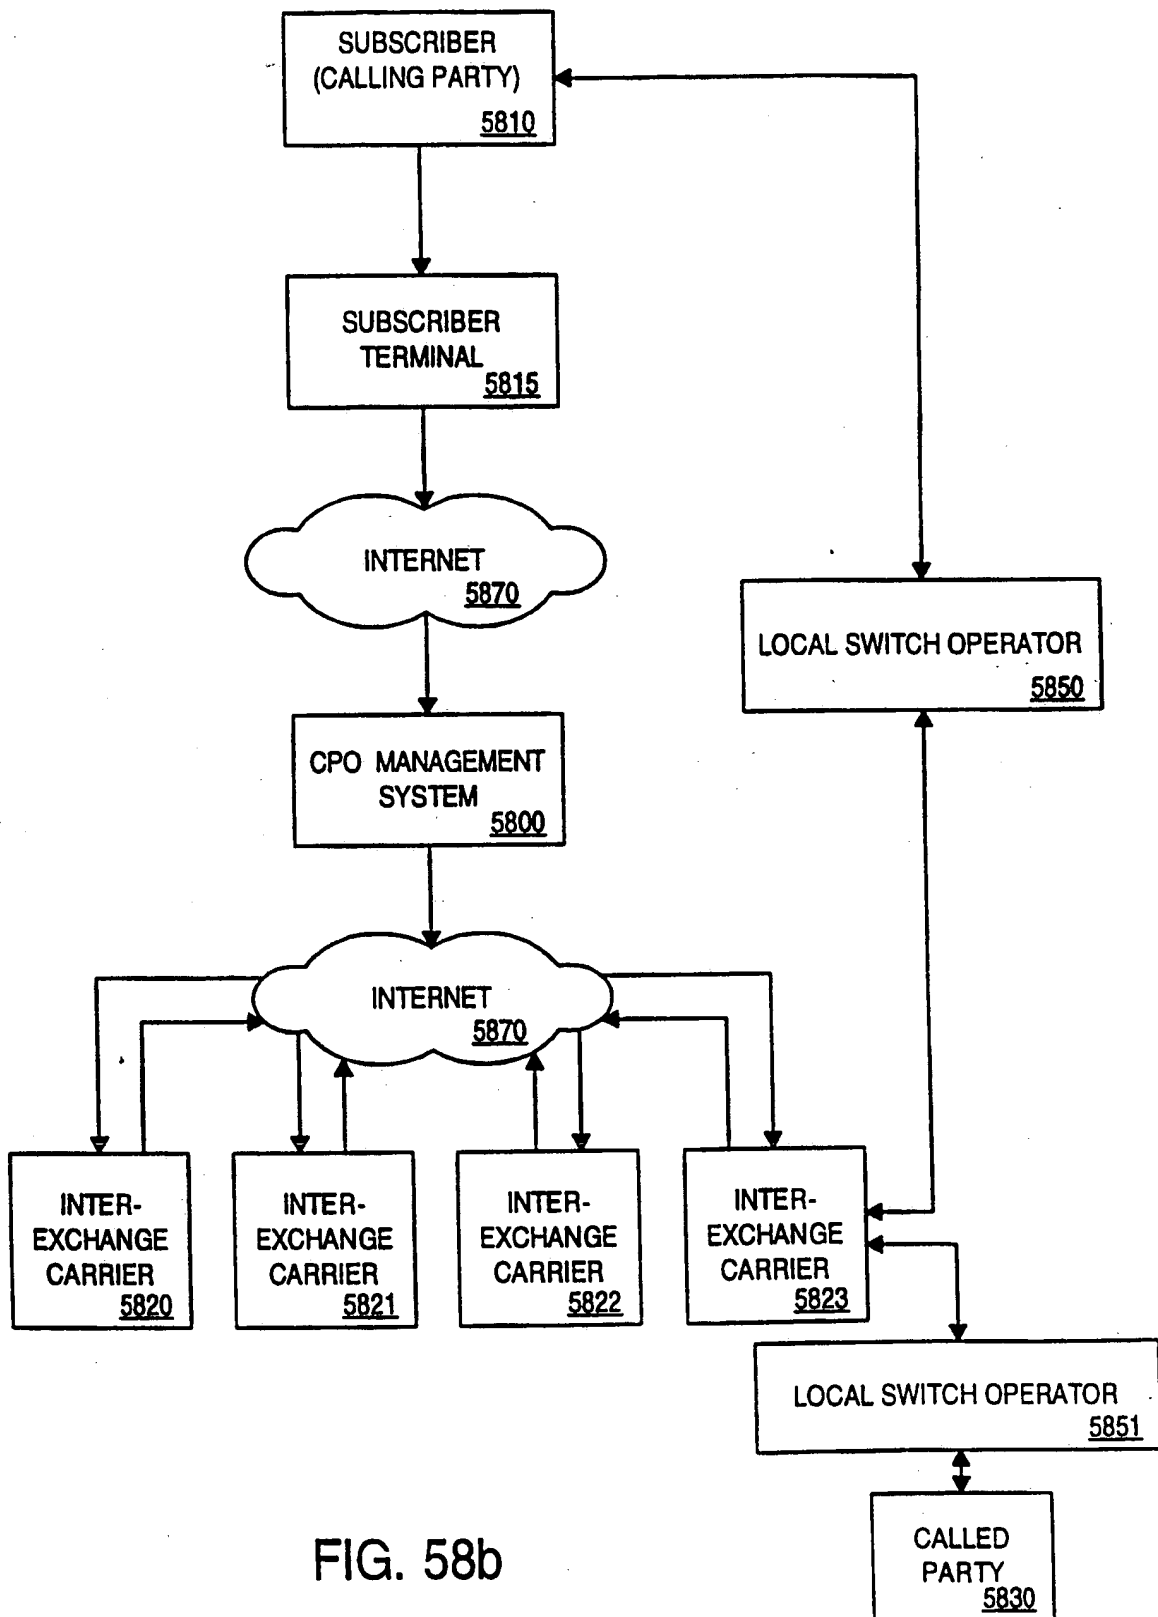 SUBSCRIBER
(CALLING PARTY)
5810
SUBSCRIBER
TERMINAL
5815
INTERNET
5870
LOCAL SWITCH OPERATOR
5850
CPO MANAGEMENT
SYSTEM
5800
INTERNET
5870
INTER-
EXCHANGE
CARRIER
5820
INTER-
EXCHANGE
CARRIER
5821
INTER-
EXCHANGE
CARRIER
5822
INTER-
EXCHANGE
CARRIER
5823
LOCAL SWITCH OPERATOR
5851
CALLED
PARTY
5830
FIG. 58b